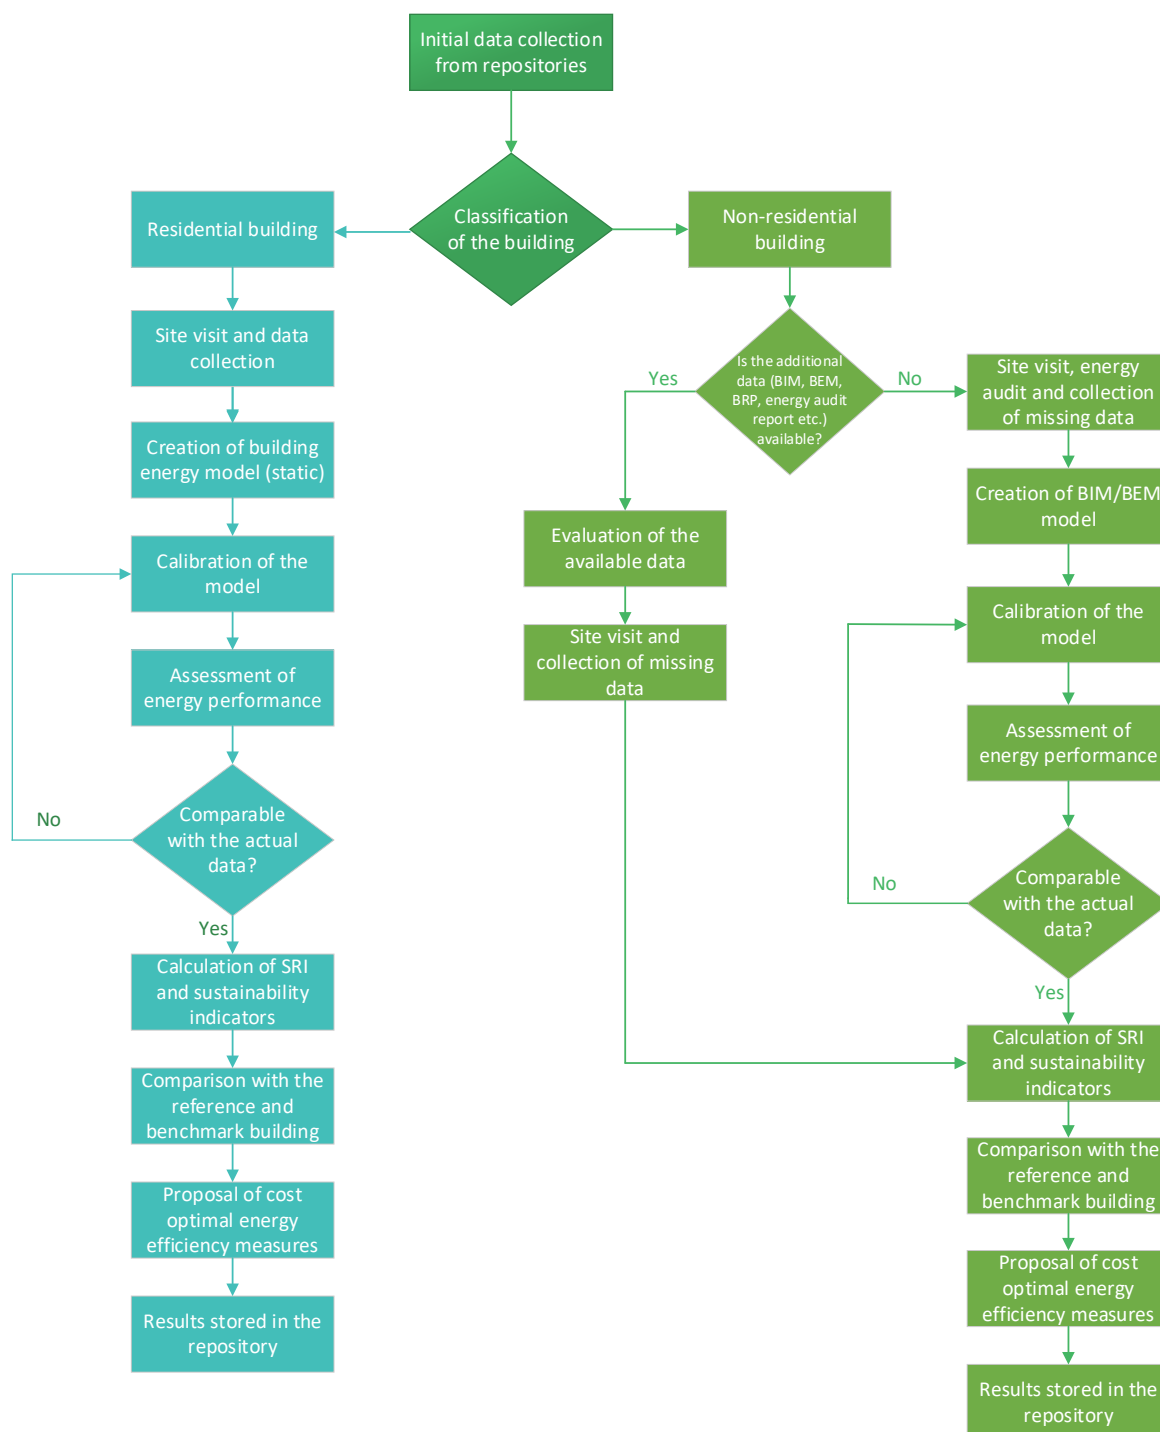 Initial data collection
from repositories
Classification
of the building
Residential building
Site visit and data
collection
Creation of building
energy model (static)
Calibration of the
model
Assessment of
energy performance
Comparable
with the actual
data?
No
Yes
Calculation of SRI
and sustainability
indicators
Comparison with the
reference and
benchmark building
Proposal of cost
optimal energy
efficiency measures
Results stored in the
repository
Non-residential
building
Is the additional
data (BIM, BEM,
BRP, energy audit
report etc.)
available?
Yes
No
Evaluation of the
available data
Site visit and
collection of missing
data
Site visit, energy
audit and collection
of missing data
Creation of BIM/BEM
model
Calibration of the
model
Assessment of
energy performance
Comparable
with the actual
data?
No
Yes
Calculation of SRI
and sustainability
indicators
Comparison with the
reference and
benchmark building
Proposal of cost
optimal energy
efficiency measures
Results stored in the
repository